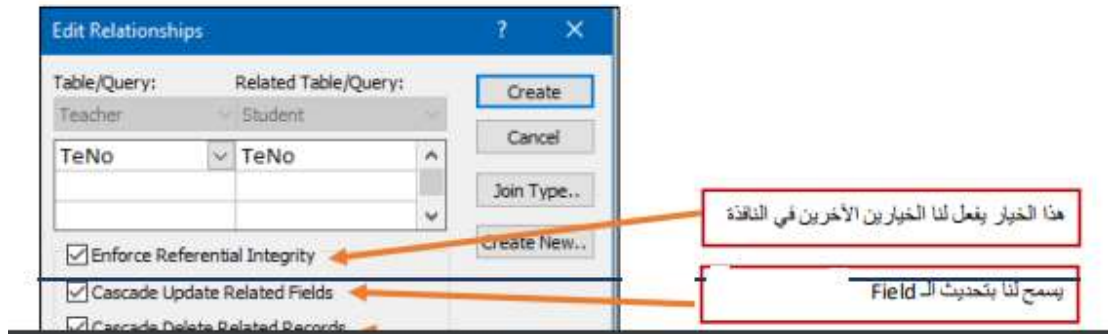 Edit Relationships ? ×
Table/Query: Related Table/Query:
Teacher Student
Create
TeNo TeNo
Cancel
Join Type..
Create New..
Enforce Referential Integrity
Cascade Update Related Fields
Cascade Delete Related Records
هذا الخيار يفعل لنا الخيارين الآخرين في النافذة
يسمح لنا بتحديث الـ Field